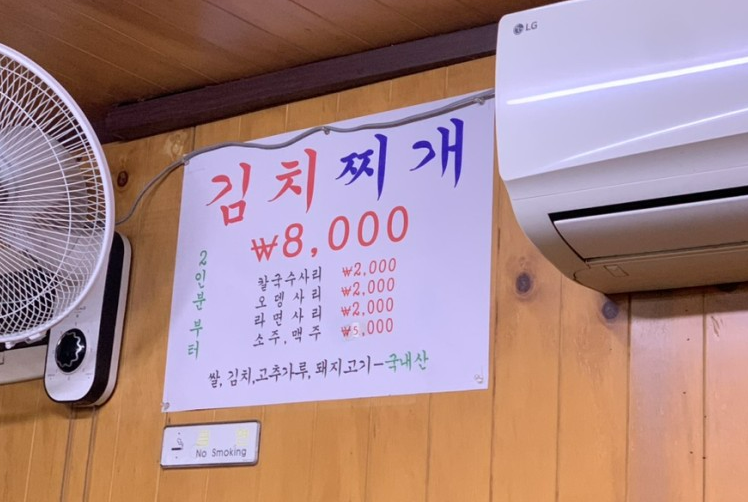 LG
김치찌개
₩8,000
2인분 부터
칼국수사리 ₩2,000
오뎅사리 ₩2,000
라면사리 ₩2,000
소주, 맥주 ₩5,000
쌀, 김치, 고추가루, 돼지고기-국내산
No Smoking